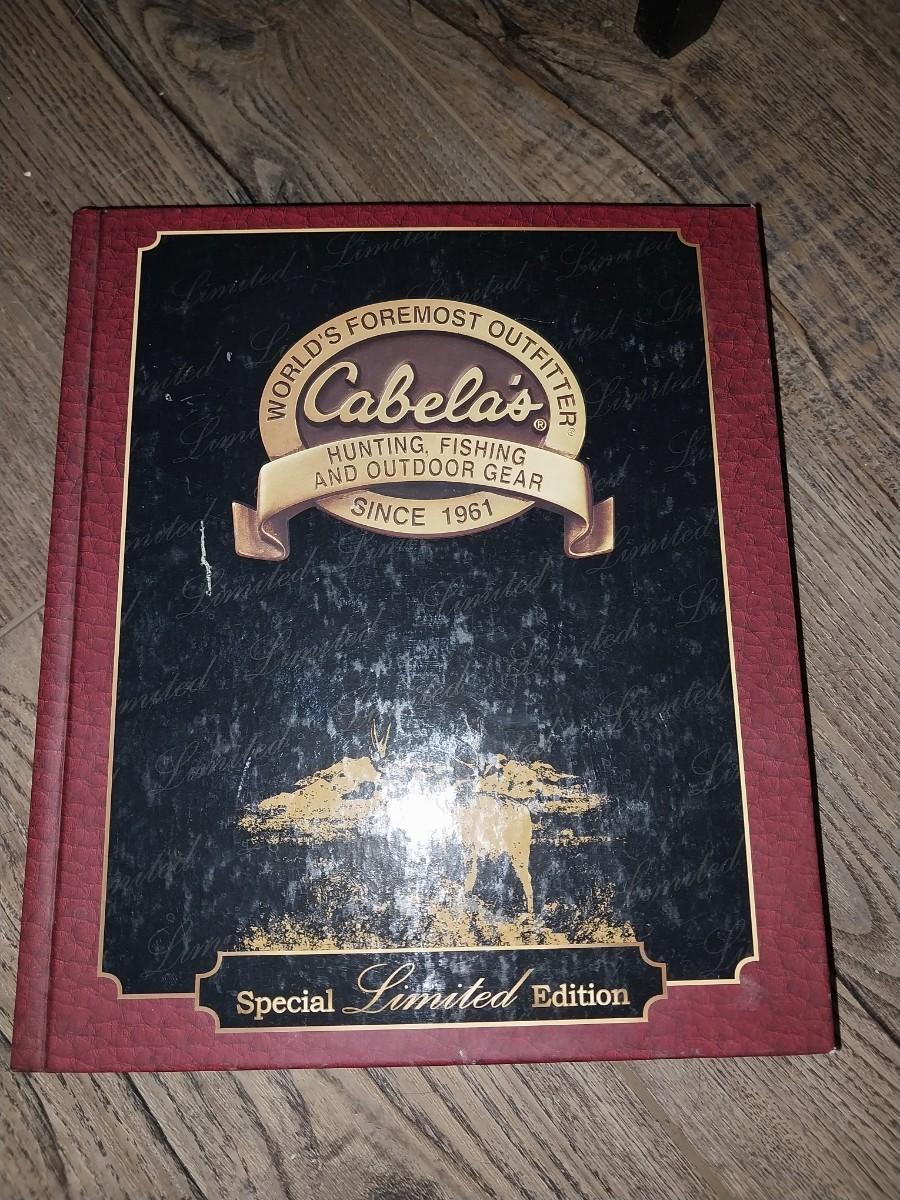 WORLD'S FOREMOST OUTFITTER®
Cabela's®
HUNTING, FISHING
AND OUTDOOR GEAR
SINCE 1961
Special Limited Edition